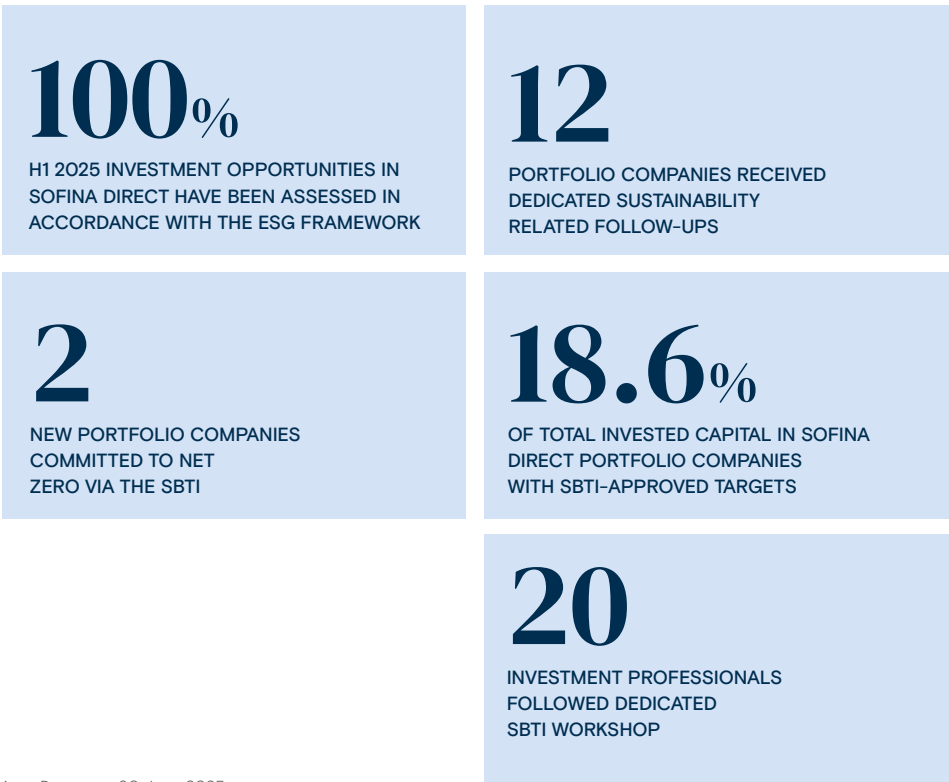 100%
H1 2025 INVESTMENT OPPORTUNITIES IN
SOFINA DIRECT HAVE BEEN ASSESSED IN
ACCORDANCE WITH THE ESG FRAMEWORK
12
PORTFOLIO COMPANIES RECEIVED
DEDICATED SUSTAINABILITY
RELATED FOLLOW-UPS
2
NEW PORTFOLIO COMPANIES
COMMITTED TO NET
ZERO VIA THE SBTI
18.6%
OF TOTAL INVESTED CAPITAL IN SOFINA
DIRECT PORTFOLIO COMPANIES
WITH SBTI-APPROVED TARGETS
20
INVESTMENT PROFESSIONALS
FOLLOWED DEDICATED
SBTI WORKSHOP